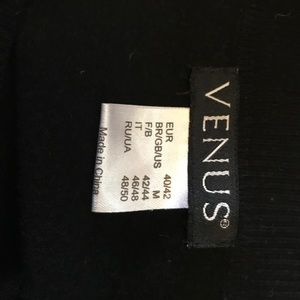 VENUS®
EUR 40/42
BR/GB/US M
F/B 42/44
IT 46/48
RU/UA 48/50
Made in China